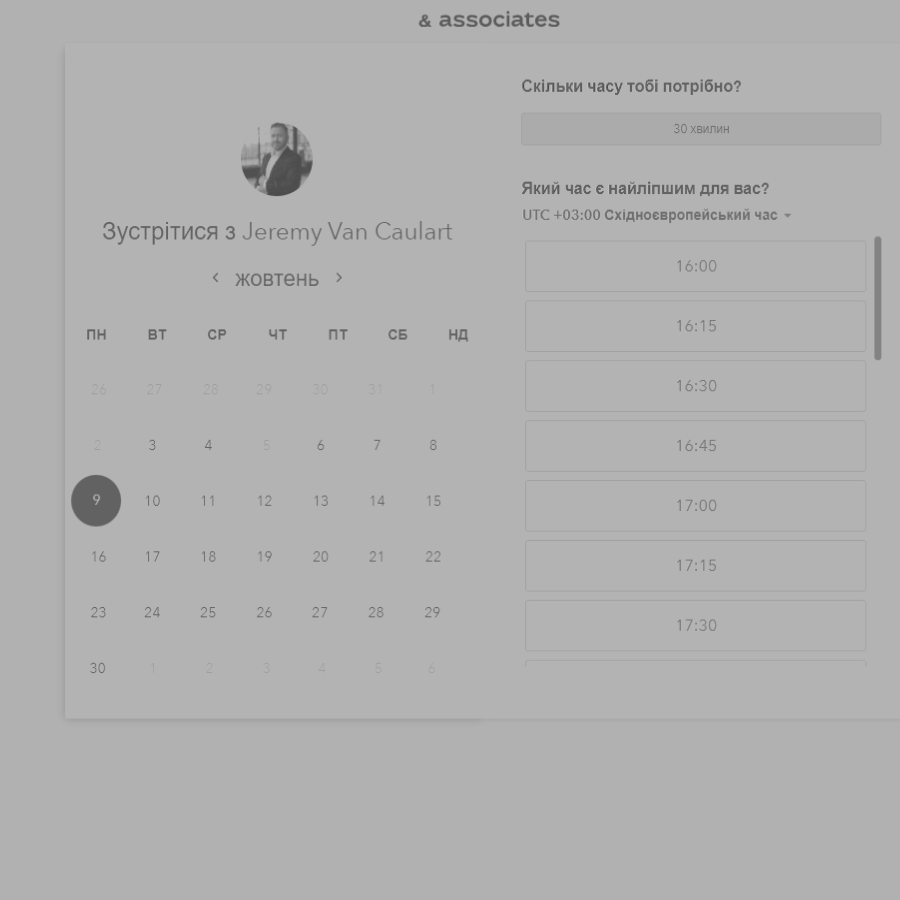 & associates
Зустрітися з Jeremy Van Caulart
жовтень
ПН ВТ СР ЧТ ПТ СБ НД
26 27 28 29 30 31 1
2 3 4 5 6 7 8
9 10 11 12 13 14 15
16 17 18 19 20 21 22
23 24 25 26 27 28 29
30 1 2 3 4 5 6
Скільки часу тобі потрібно?
30 хвилин
Який час є найліпшим для вас?
UTC +03:00 Східноєвропейський час
16:00
16:15
16:30
16:45
17:00
17:15
17:30